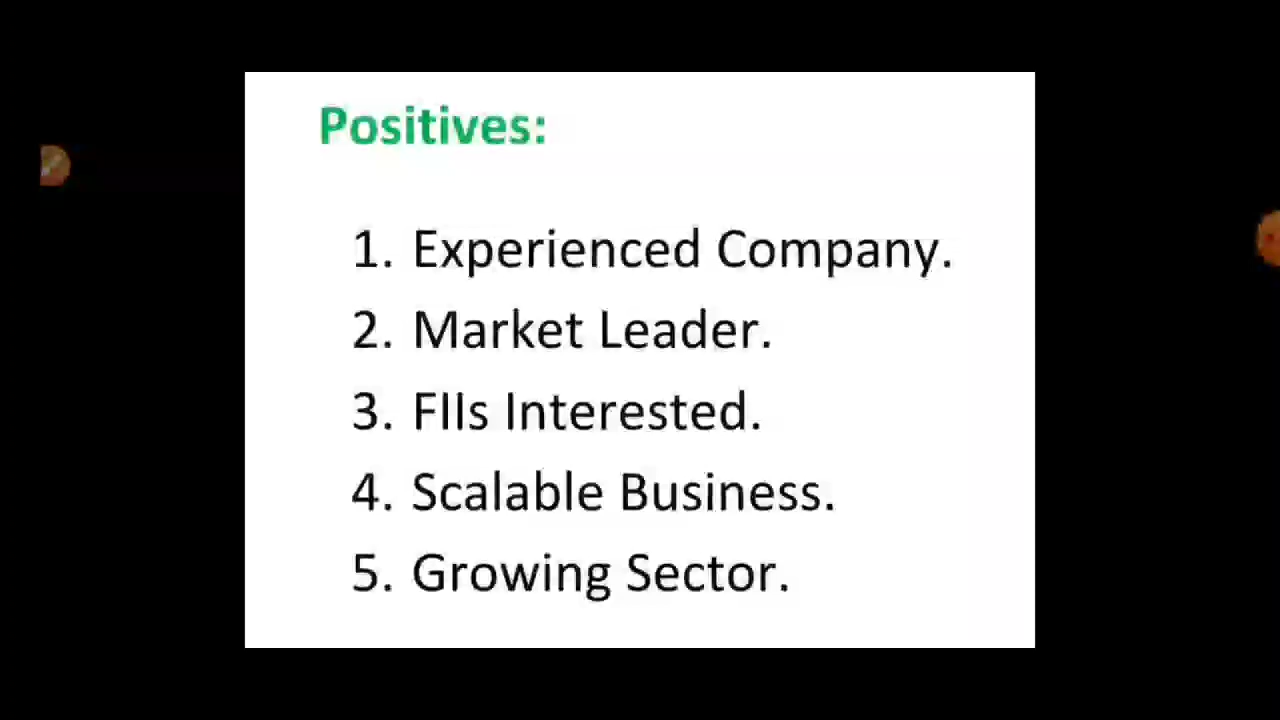 Positives:
1. Experienced Company.
2. Market Leader.
3. FIIs Interested.
4. Scalable Business.
5. Growing Sector.